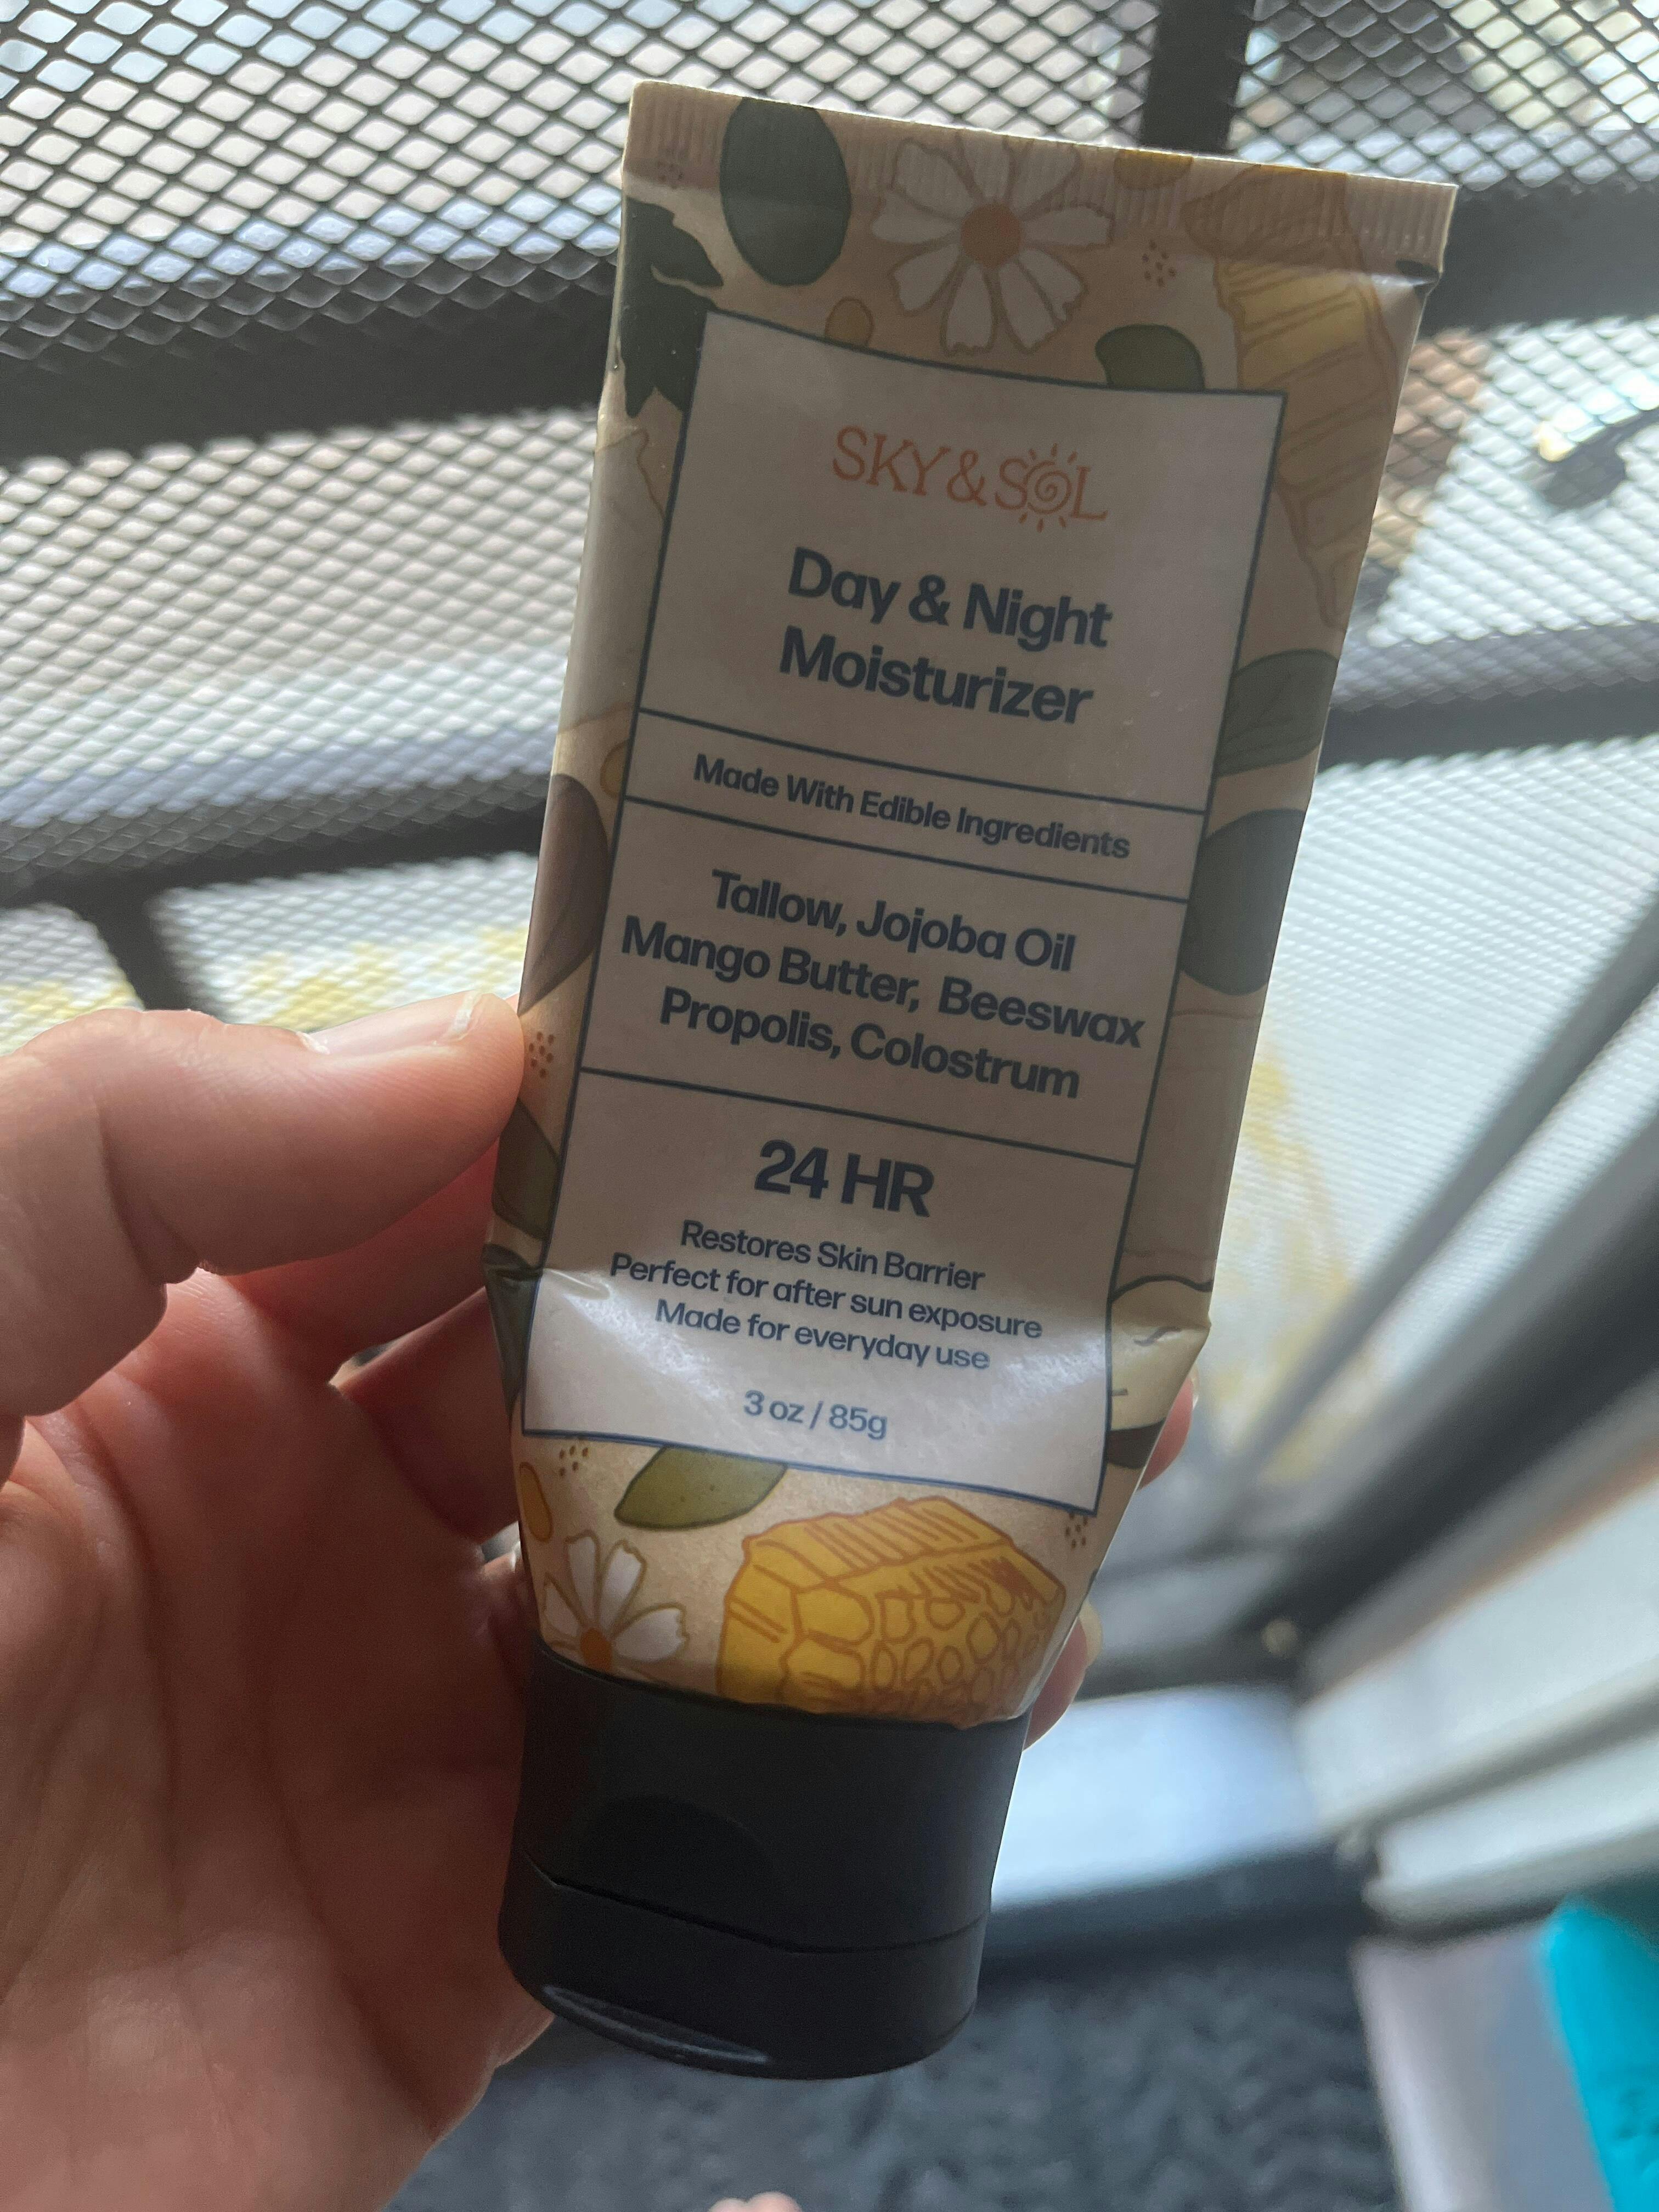 SKY & SOL
Day & Night
Moisturizer
Made With Edible Ingredients
Tallow, Jojoba Oil
Mango Butter, Beeswax
Propolis, Colostrum
24 HR
Restores Skin Barrier
Perfect for after sun exposure
Made for everyday use
3 oz / 85g